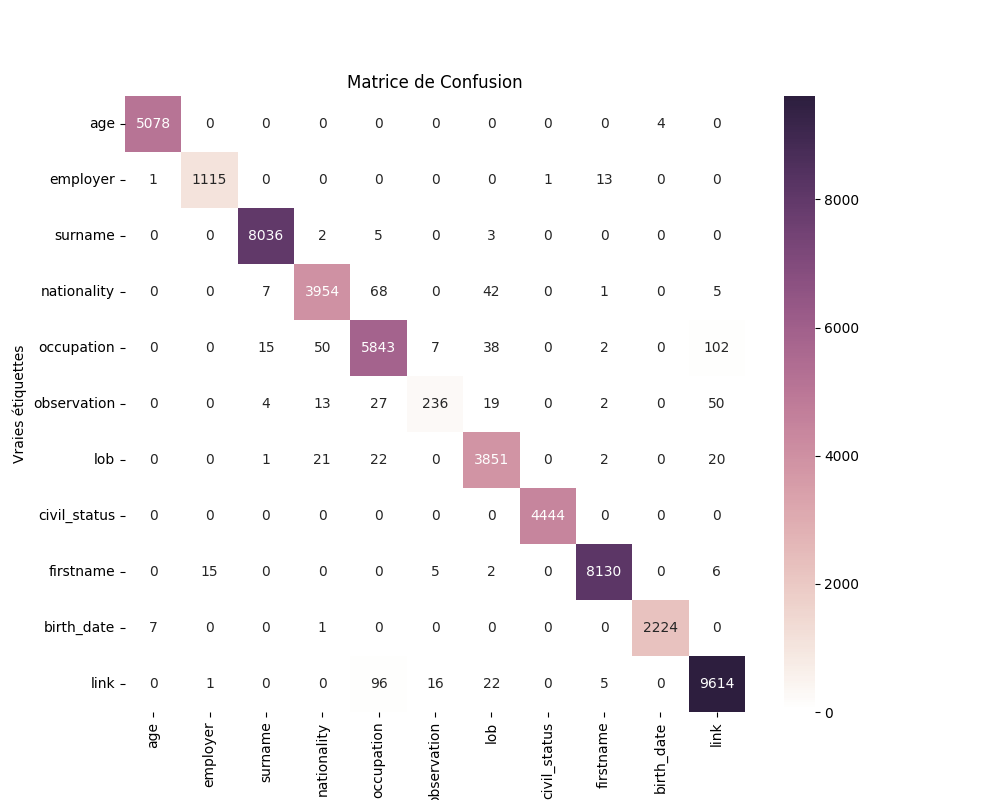 Matrice de Confusion
age 5078 0 0 0 0 0 0 0 0 4 0
employer 1 1115 0 0 0 0 0 1 13 0 0
surname 0 0 8036 2 5 0 3 0 0 0 0
nationality 0 0 7 3954 68 0 42 0 1 0 5
occupation 0 0 15 50 5843 7 38 0 2 0 102
observation 0 0 4 13 27 236 19 0 2 0 50
lob 0 0 1 21 22 0 3851 0 2 0 20
civil_status 0 0 0 0 0 0 0 4444 0 0 0
firstname 0 15 0 0 0 5 2 0 8130 0 6
birth_date 7 0 0 1 0 0 0 0 0 2224 0
link 0 1 0 0 96 16 22 0 5 0 9614
Vraies étiquettes
age
employer
surname
nationality
occupation
observation
lob
civil_status
firstname
birth_date
link
8000
6000
4000
2000
0